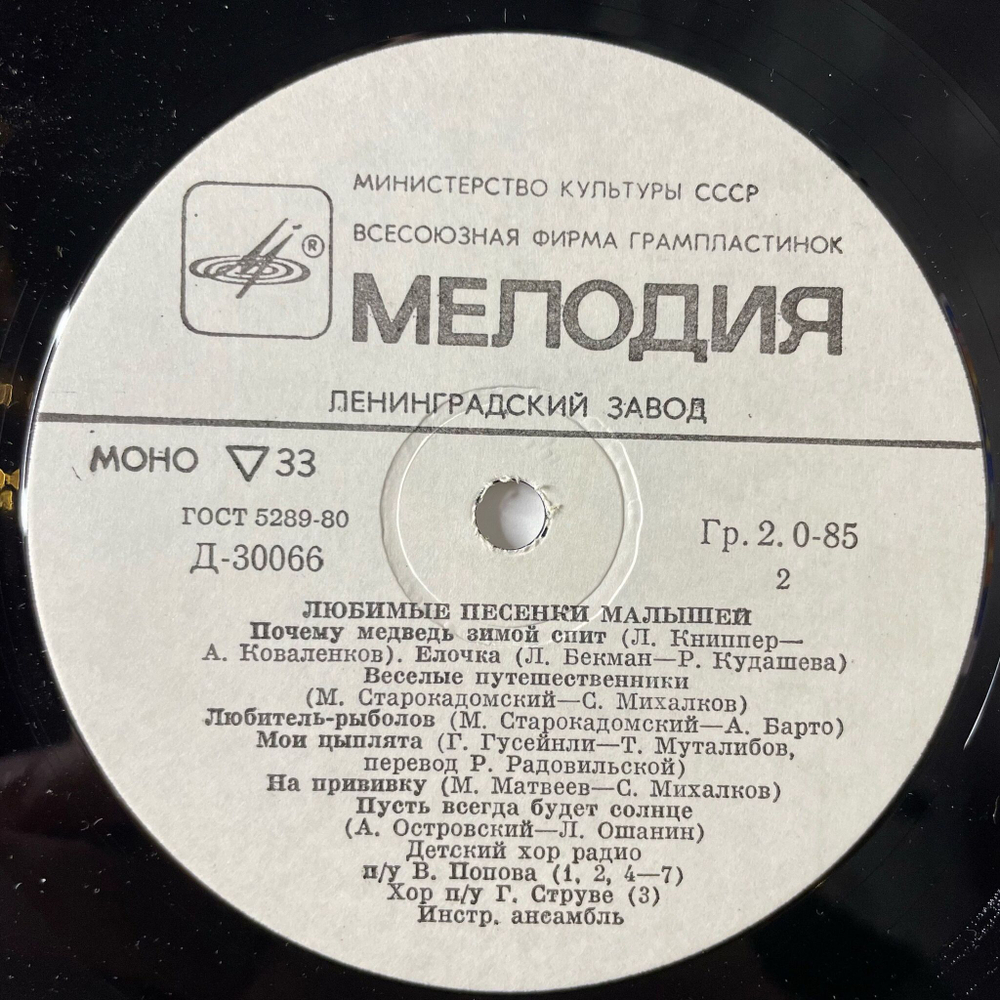 МИНИСТЕРСТВО КУЛЬТУРЫ СССР
ВСЕСОЮЗНАЯ ФИРМА ГРАМПЛАСТИНОК
®
МЕЛОДИЯ
ЛЕНИНГРАДСКИЙ ЗАВОД
МОНО ▽ 33
ГОСТ 5289-80
Д-30066
Гр. 2. 0-85
2
ЛЮБИМЫЕ ПЕСЕНКИ МАЛЫШЕЙ
Почему медведь зимой спит (Л. Книппер—
А. Коваленков). Елочка (Л. Бекман—Р. Кудашева)
Веселые путешественники
(М. Старокадомский—С. Михалков)
Любитель-рыболов (М. Старокадомский—А. Барто)
Мои цыплята (Г. Гусейнли—Т. Муталибов,
перевод Р. Радовильской)
На прививку (М. Матвеев—С. Михалков)
Пусть всегда будет солнце
(А. Островский—Л. Ошанин)
Детский хор радио
п/у В. Попова (1, 2, 4—7)
Хор п/у Г. Струве (3)
Инстр. ансамбль